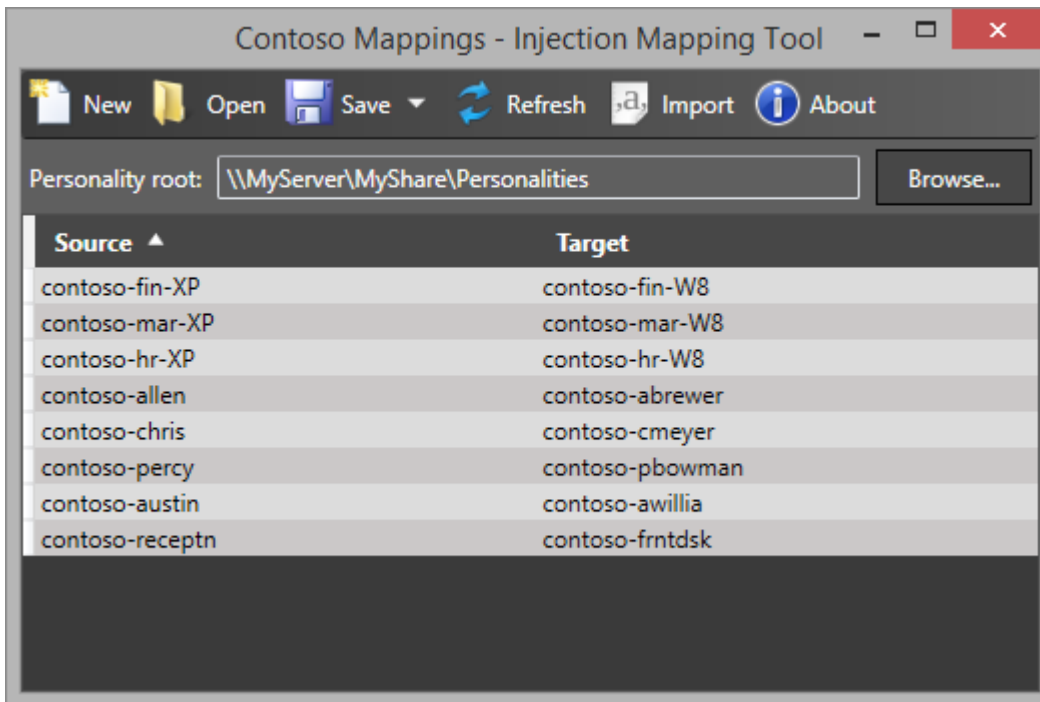 Contoso Mappings - Injection Mapping Tool
New Open Save Refresh ,a, Import i About
Personality root: \\MyServer\MyShare\Personalities Browse...
Source Target
contoso-fin-XP contoso-fin-W8
contoso-mar-XP contoso-mar-W8
contoso-hr-XP contoso-hr-W8
contoso-allen contoso-abrewer
contoso-chris contoso-cmeyer
contoso-percy contoso-pbowman
contoso-austin contoso-awillia
contoso-receptn contoso-frntdsk